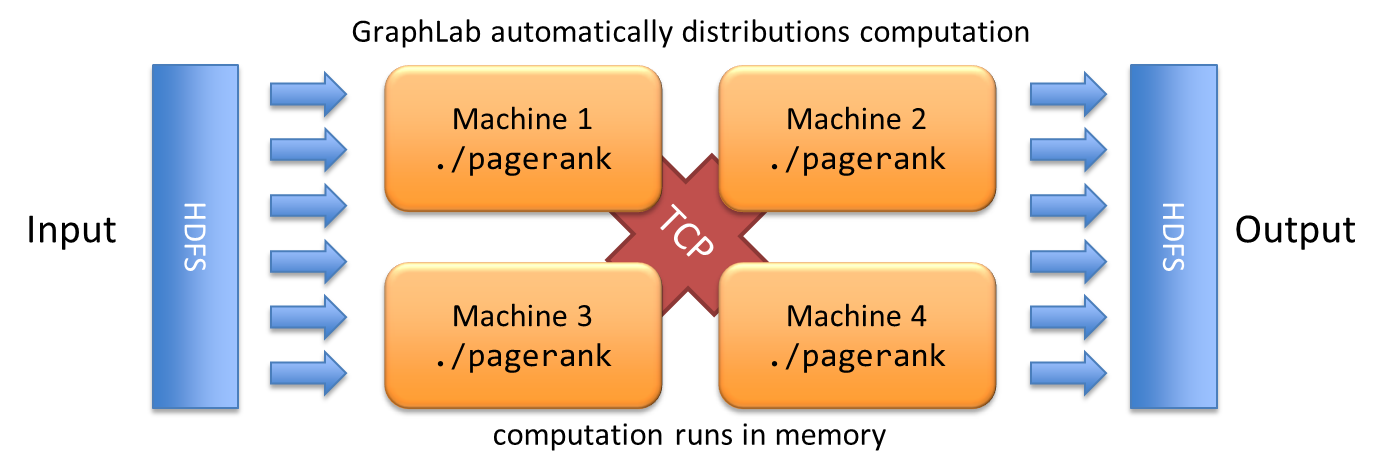 GraphLab automatically distributions computation
Input
HDFS
Machine 1
./pagerank
Machine 2
./pagerank
TCP
Machine 3
./pagerank
Machine 4
./pagerank
HDFS
Output
computation runs in memory